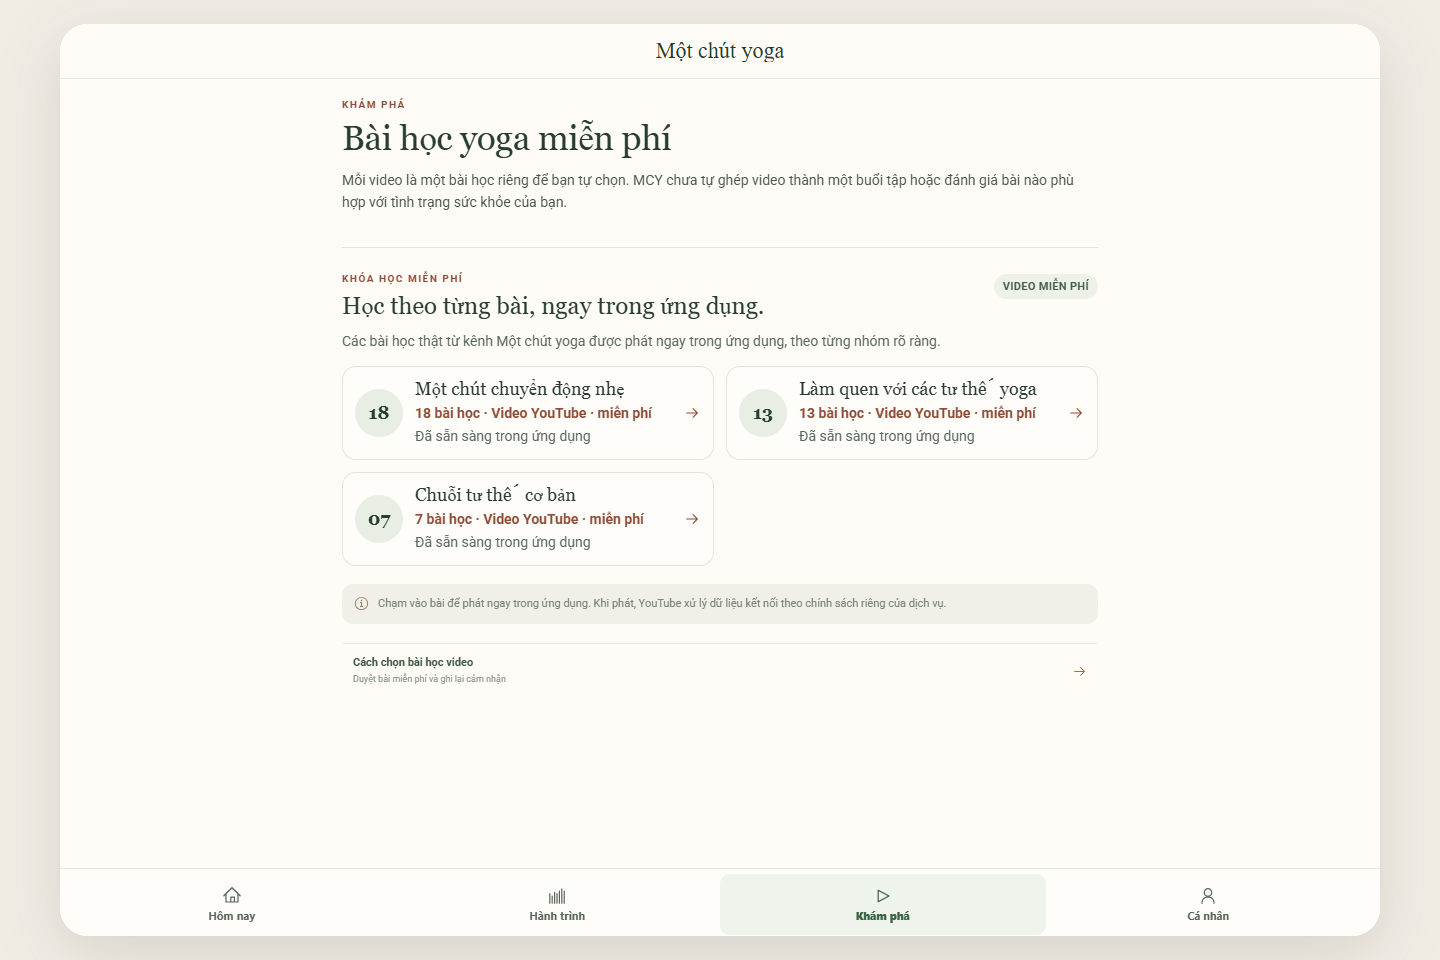 Một chút yoga
KHÁM PHÁ
Bài học yoga miễn phí
Mỗi video là một bài học riêng để bạn tự chọn. MCY chưa tự ghép video thành một buổi tập hoặc đánh giá bài nào phù
hợp với tình trạng sức khỏe của bạn.
KHÓA HỌC MIỄN PHÍ
VIDEO MIỄN PHÍ
Học theo từng bài, ngay trong ứng dụng.
Các bài học thật từ kênh Một chút yoga được phát ngay trong ứng dụng, theo từng nhóm rõ ràng.
18
Một chút chuyển động nhẹ
18 bài học · Video YouTube · miễn phí
Đã sẵn sàng trong ứng dụng
13
Làm quen với các tư thế yoga
13 bài học · Video YouTube · miễn phí
Đã sẵn sàng trong ứng dụng
07
Chuỗi tư thế cơ bản
7 bài học · Video YouTube · miễn phí
Đã sẵn sàng trong ứng dụng
Chạm vào bài để phát ngay trong ứng dụng. Khi phát, YouTube xử lý dữ liệu kết nối theo chính sách riêng của dịch vụ.
Cách chọn bài học video
Duyệt bài miễn phí và ghi lại cảm nhận
Hôm nay
Hành trình
Khám phá
Cá nhân